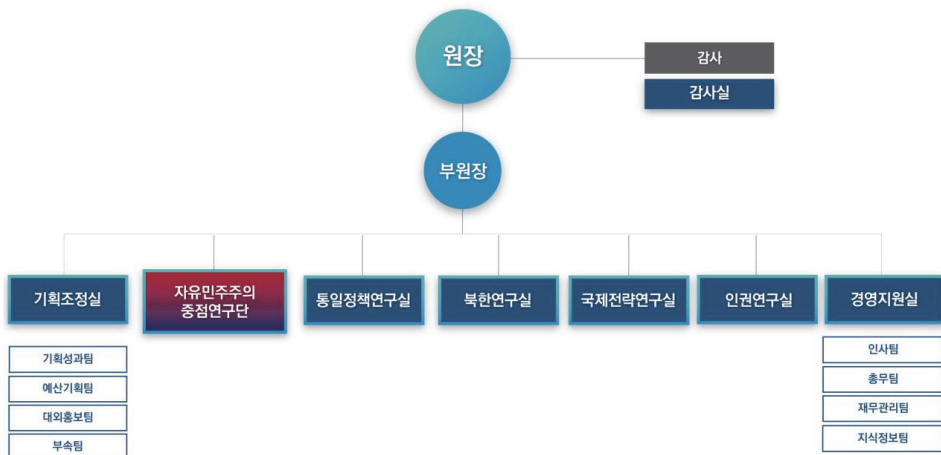 원장
감사
감사실
부원장
기획조정실
자유민주주의
중점연구단
통일정책연구실
북한연구실
국제전략연구실
인권연구실
경영지원실
기획성과팀
예산기획팀
대외홍보팀
부속팀
인사팀
총무팀
재무관리팀
지식정보팀